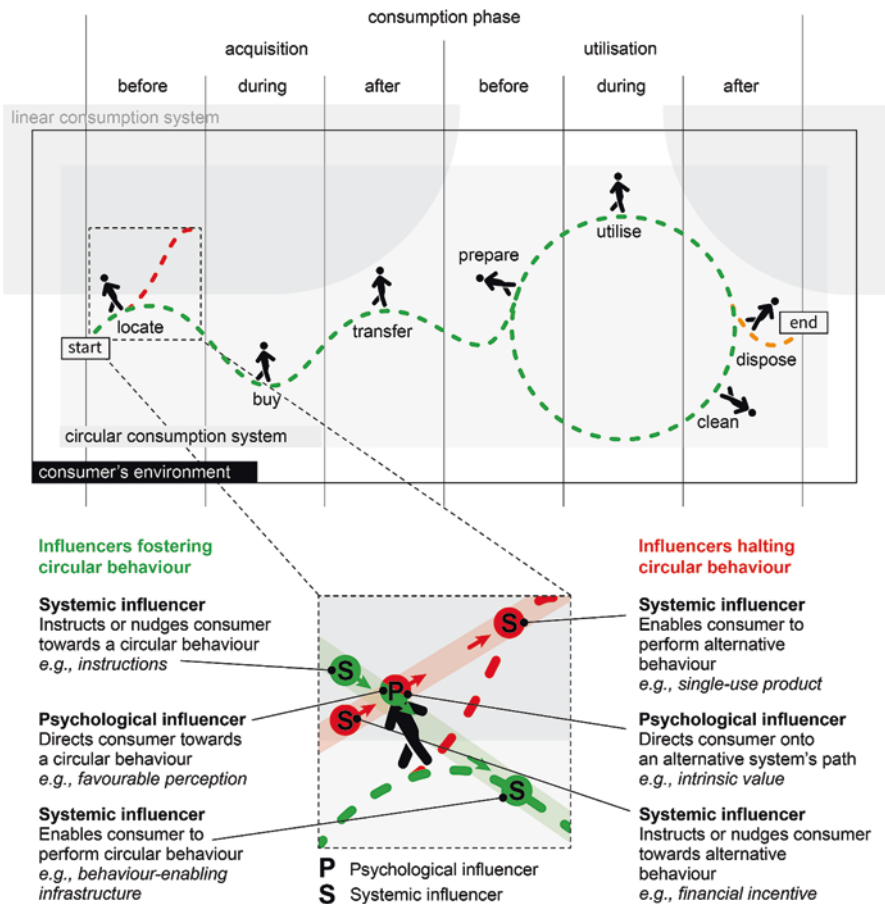 consumption phase
acquisition
utilisation
before
during
after
before
during
after
linear consumption system
utilise
prepare
locate
transfer
start
end
dispose
buy
clean
circular consumption system
consumer's environment
Influencers fostering
circular behaviour
Systemic influencer
Instructs or nudges consumer
towards a circular behaviour
e.g., instructions
Psychological influencer
Directs consumer towards
a circular behaviour
e.g., favourable perception
Systemic influencer
Enables consumer to
perform circular behaviour
e.g., behaviour-enabling
infrastructure
S
S
P
S
S
P Psychological influencer
S Systemic influencer
Influencers halting
circular behaviour
Systemic influencer
Enables consumer to
perform alternative
behaviour
e.g., single-use product
Psychological influencer
Directs consumer onto
an alternative system's path
e.g., intrinsic value
Systemic influencer
Instructs or nudges consumer
towards alternative
behaviour
e.g., financial incentive